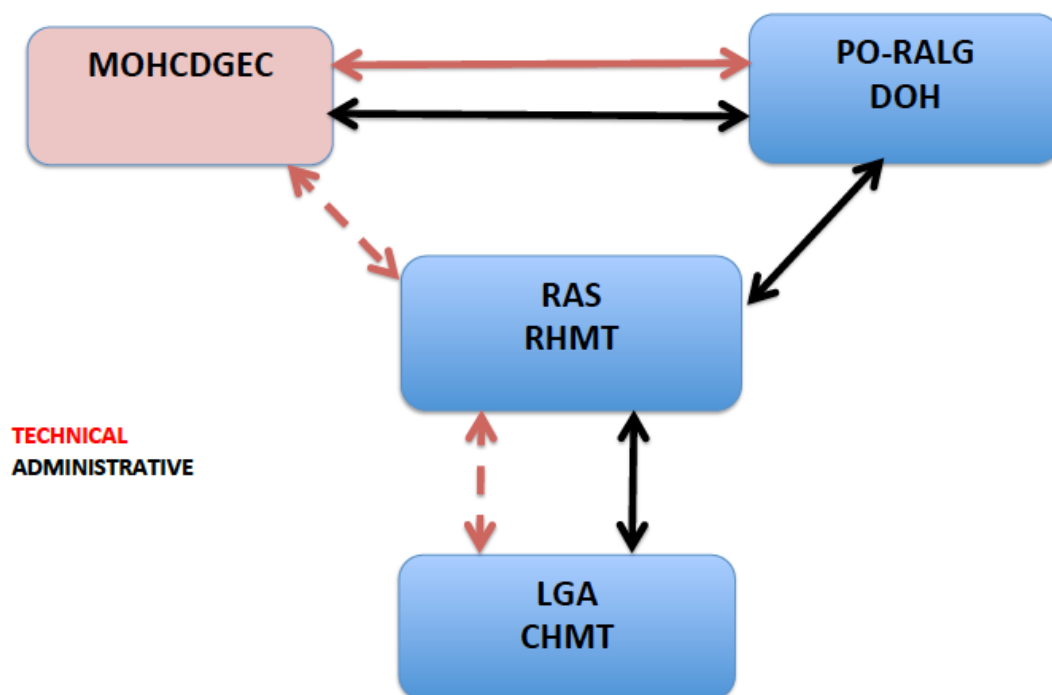 MOHCDGEC
PO-RALG
DOH
RAS
RHMT
TECHNICAL
ADMINISTRATIVE
LGA
CHMT